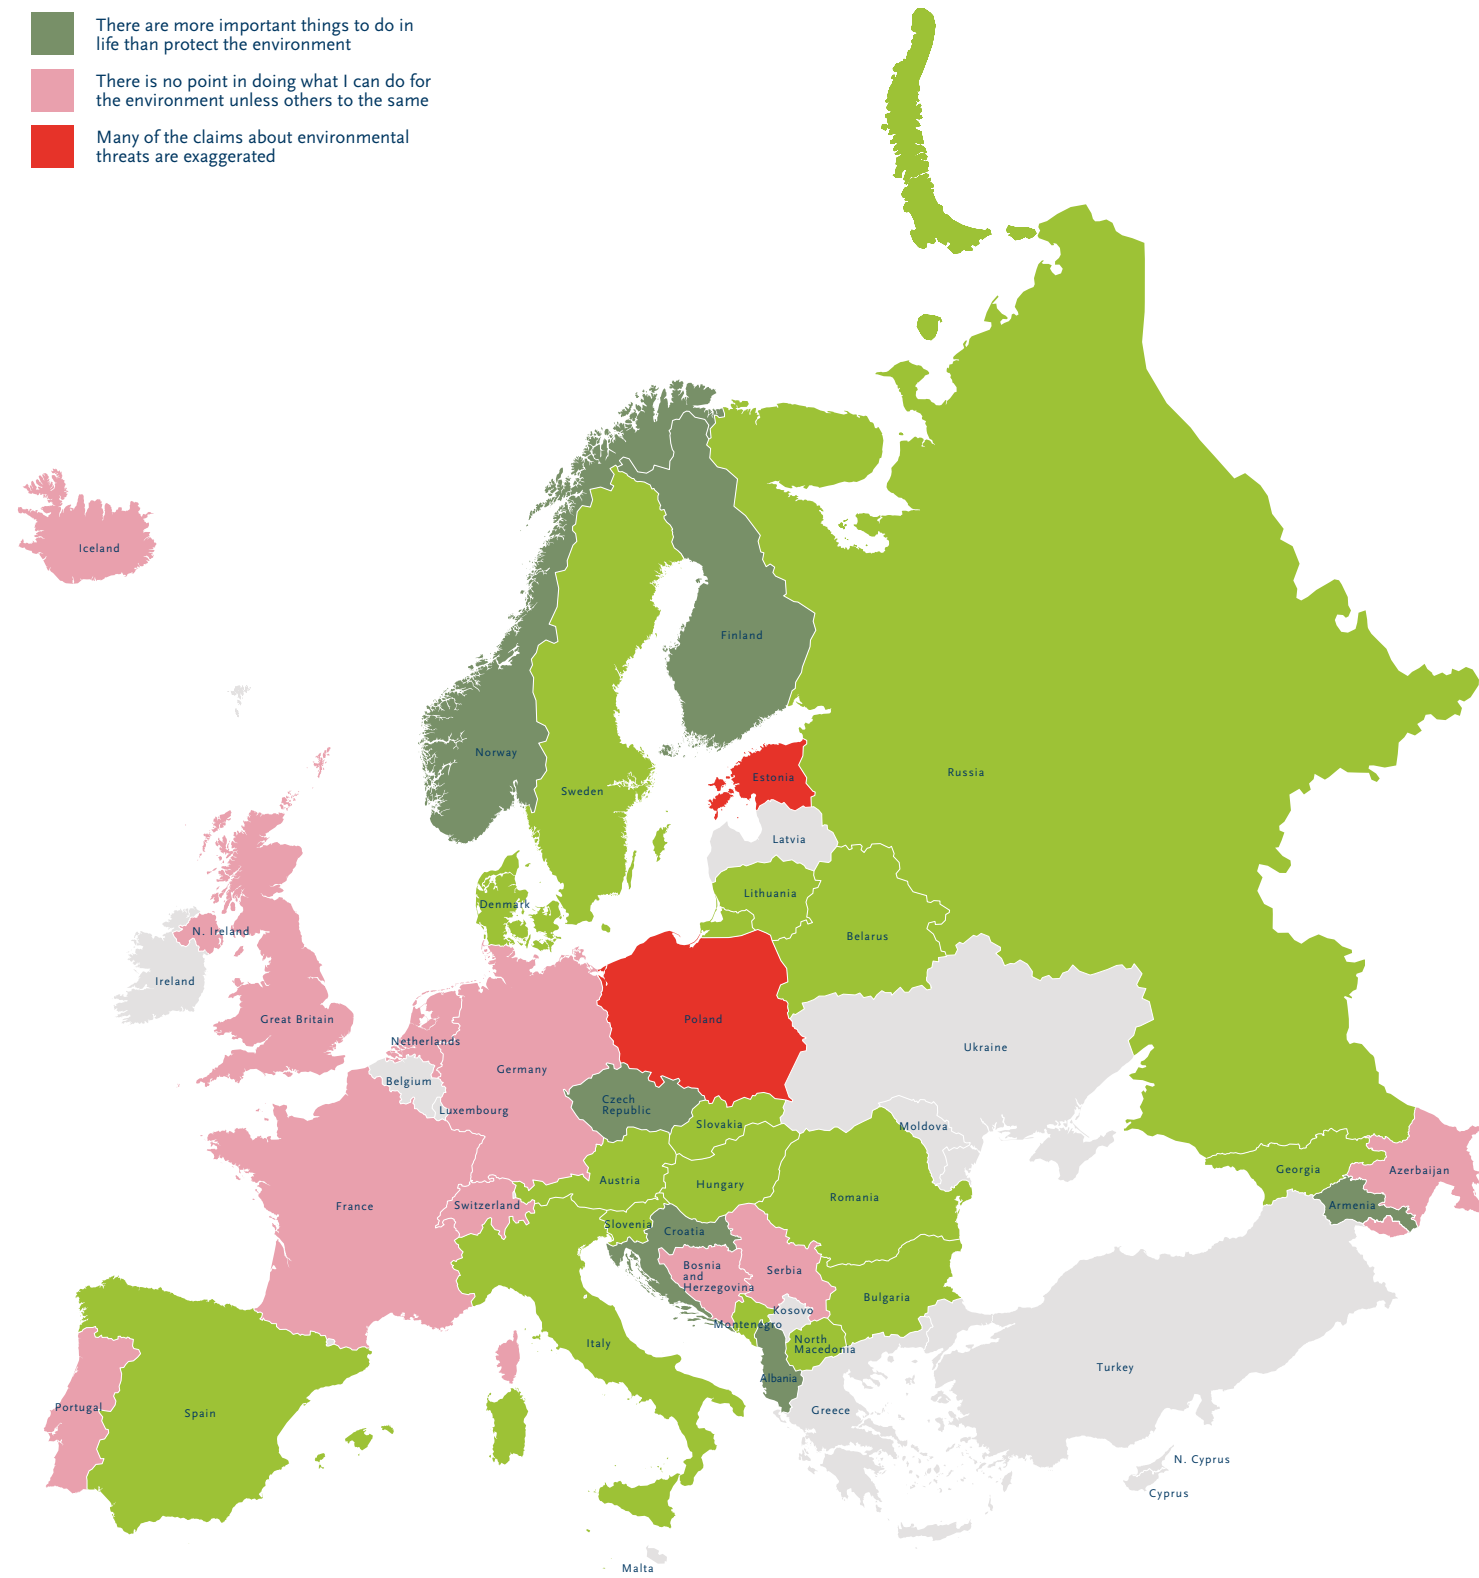 There are more important things to do in
life than protect the environment
There is no point in doing what I can do for
the environment unless others to the same
Many of the claims about environmental
threats are exaggerated
Iceland
Finland
Norway
Sweden
Russia
Estonia
Latvia
Lithuania
Denmark
Belarus
N. Ireland
Ireland
Great Britain
Poland
Netherlands
Ukraine
Germany
Belgium
Czech
Republic
Luxembourg
Slovakia
Moldova
Georgia
Azerbaijan
Austria
Hungary
Romania
France
Switzerland
Armenia
Slovenia
Croatia
Bosnia
and
Herzegovina
Serbia
Bulgaria
Kosovo
Montenegro
North
Macedonia
Italy
Turkey
Albania
Portugal
Spain
Greece
N. Cyprus
Cyprus
Malta